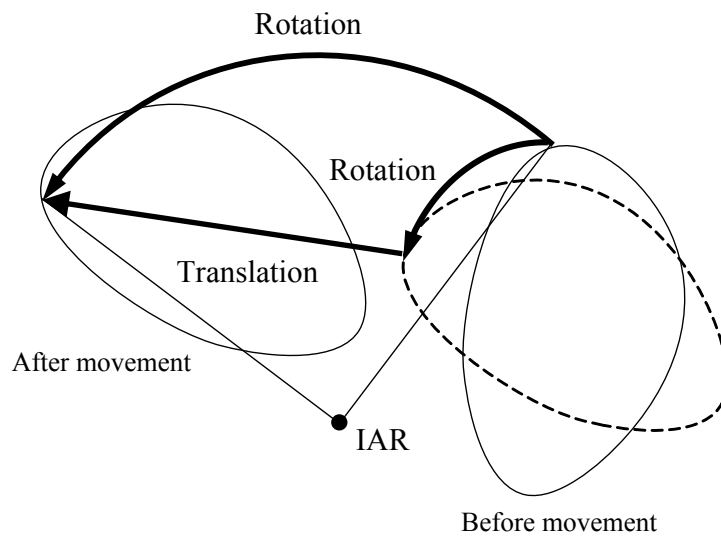 Rotation
Rotation
Translation
After movement
IAR
Before movement